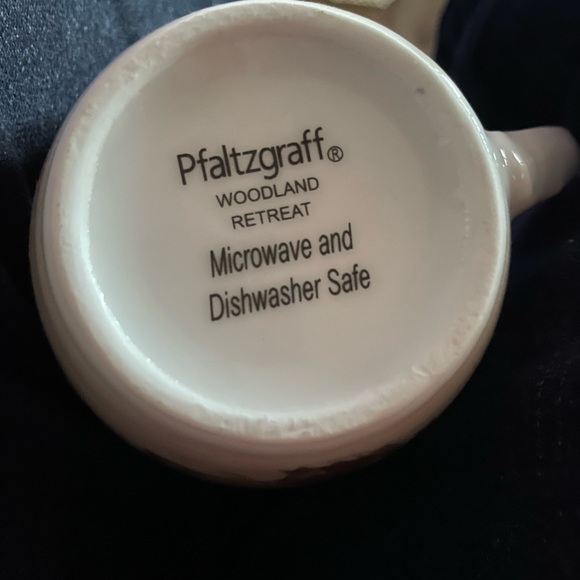 Pfaltzgraff®
WOODLAND
RETREAT
Microwave and
Dishwasher Safe